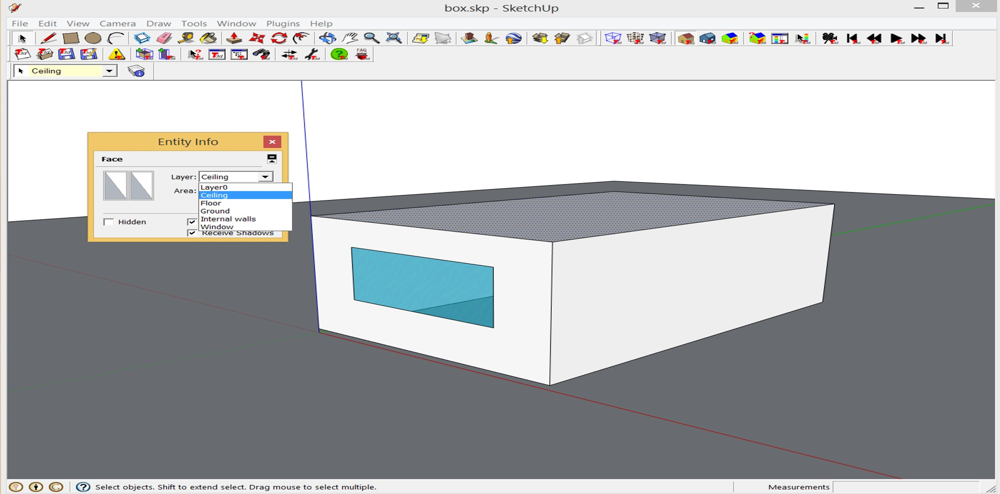 box.skp - SketchUp
File Edit View Camera Draw Tools Window Plugins Help
FAQ
Ceiling
Entity Info
Face
Layer: Ceiling
Area:
Layer0
Ceiling
Floor
Ground
Internal walls
Window
Hidden
Receive Shadows
Select objects. Shift to extend select. Drag mouse to select multiple.
Measurements